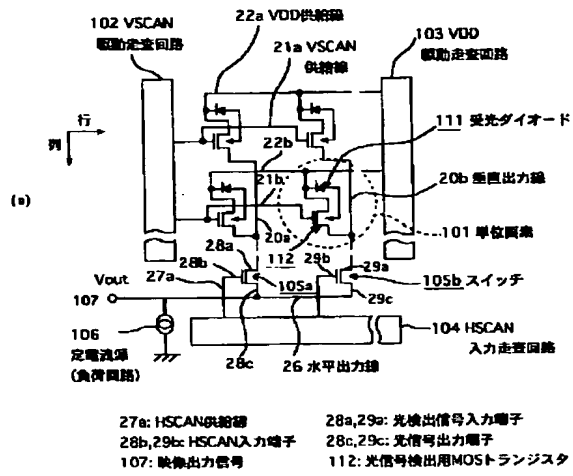 102 VSCAN
駆動走査回路
22a VDD供給線
21a VSCAN
供給線
103 VDD
駆動走査回路
行
列
(a)
111 受光ダイオード
22b
21b
20b 垂直出力線
101 単位画素
20a
28a
112
29b
29a
28b
27a
105a
105b スイッチ
Vout
107
29c
106
定電流源
(負荷回路)
28c
26 水平出力線
104 HSCAN
入力走査回路
27a: HSCAN供給線
28a,29a: 光検出信号入力端子
28b,29b: HSCAN入力端子
28c,29c: 光信号出力端子
107: 映像出力信号
112: 光信号検出用MOSトランジスタ